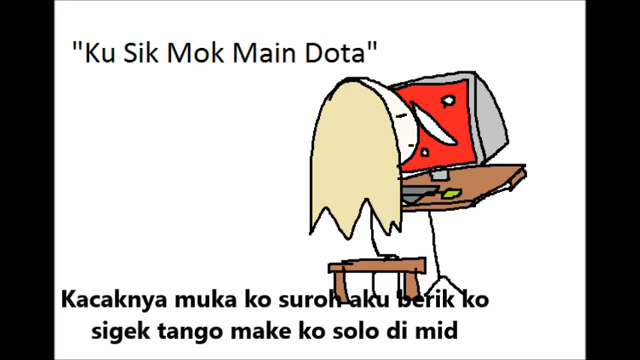 "Ku Sik Mok Main Dota"
Kacaknya muka ko suroh aku berik ko
sigek tango make ko solo di mid